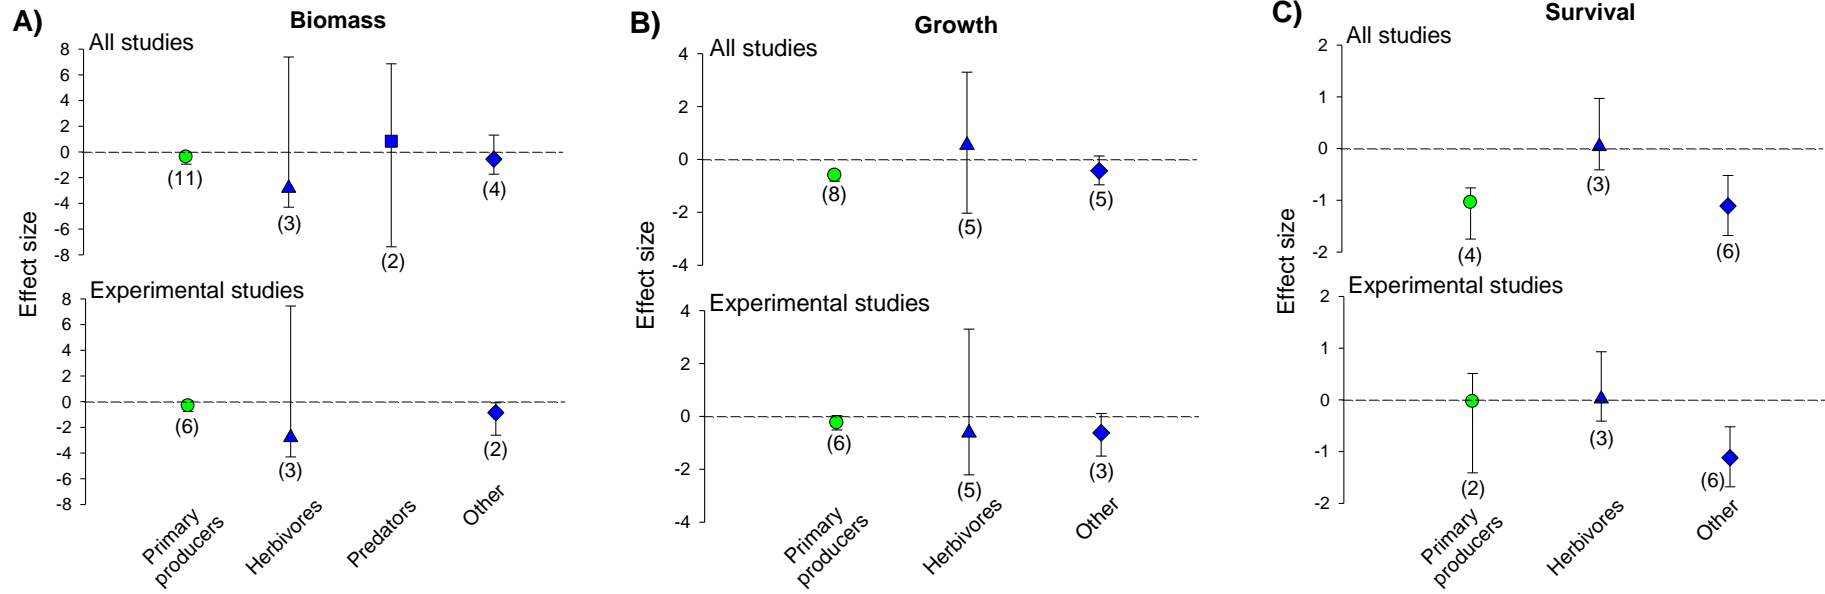 A)
Biomass
All studies
8
6
4
2
0
-2
-4
-6
-8
(11)
(3)
(2)
(4)
Effect size
Experimental studies
8
6
4
2
0
-2
-4
-6
-8
(6)
(3)
(2)
Primary
producers
Herbivores
Predators
Other
B)
Growth
All studies
4
2
0
-2
-4
(8)
(5)
(5)
Effect size
Experimental studies
4
2
0
-2
-4
(6)
(5)
(3)
Primary
producers
Herbivores
Other
C)
Survival
All studies
2
1
0
-1
-2
(4)
(3)
(6)
Effect size
Experimental studies
2
1
0
-1
-2
(2)
(3)
(6)
Primary
producers
Herbivores
Other